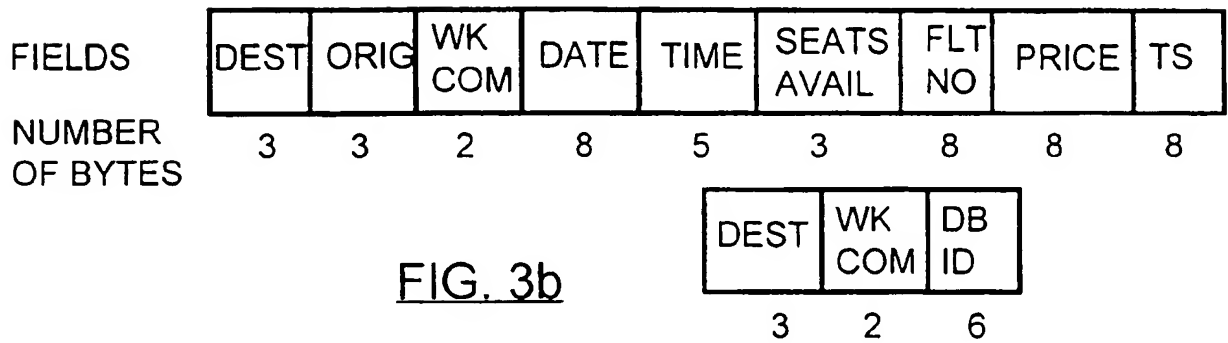 FIELDS DEST ORIG WK COM DATE TIME SEATS AVAIL FLT NO PRICE TS
NUMBER OF BYTES 3 3 2 8 5 3 8 8 8
DEST WK COM DB ID
FIG. 3b
3 2 6